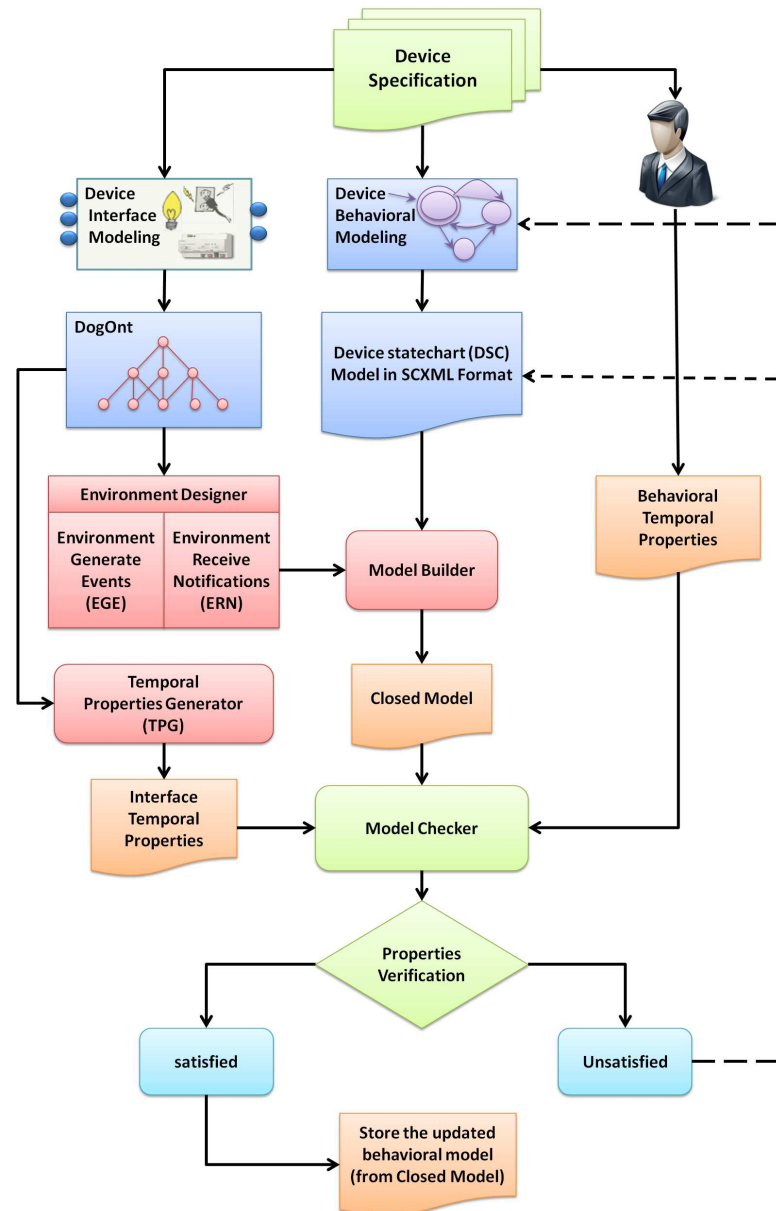 Device
Specification
Device
Interface
Modeling
Device
Behavioral
Modeling
DogOnt
Device statechart (DSC)
Model in SCXML Format
Environment Designer
Environment
Generate
Events
(EGE)
Environment
Receive
Notifications
(ERN)
Model Builder
Behavioral
Temporal
Properties
Temporal
Properties Generator
(TPG)
Closed Model
Interface
Temporal
Properties
Model Checker
Properties
Verification
satisfied
Unsatisfied
Store the updated
behavioral model
(from Closed Model)